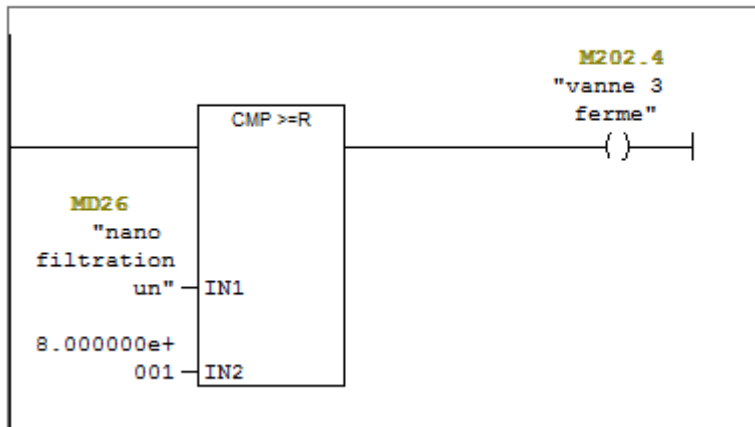 M202.4
"vanne 3
ferme"
CMP >=R
MD26
"nano
filtration
un"
IN1
8.000000e+
001
IN2